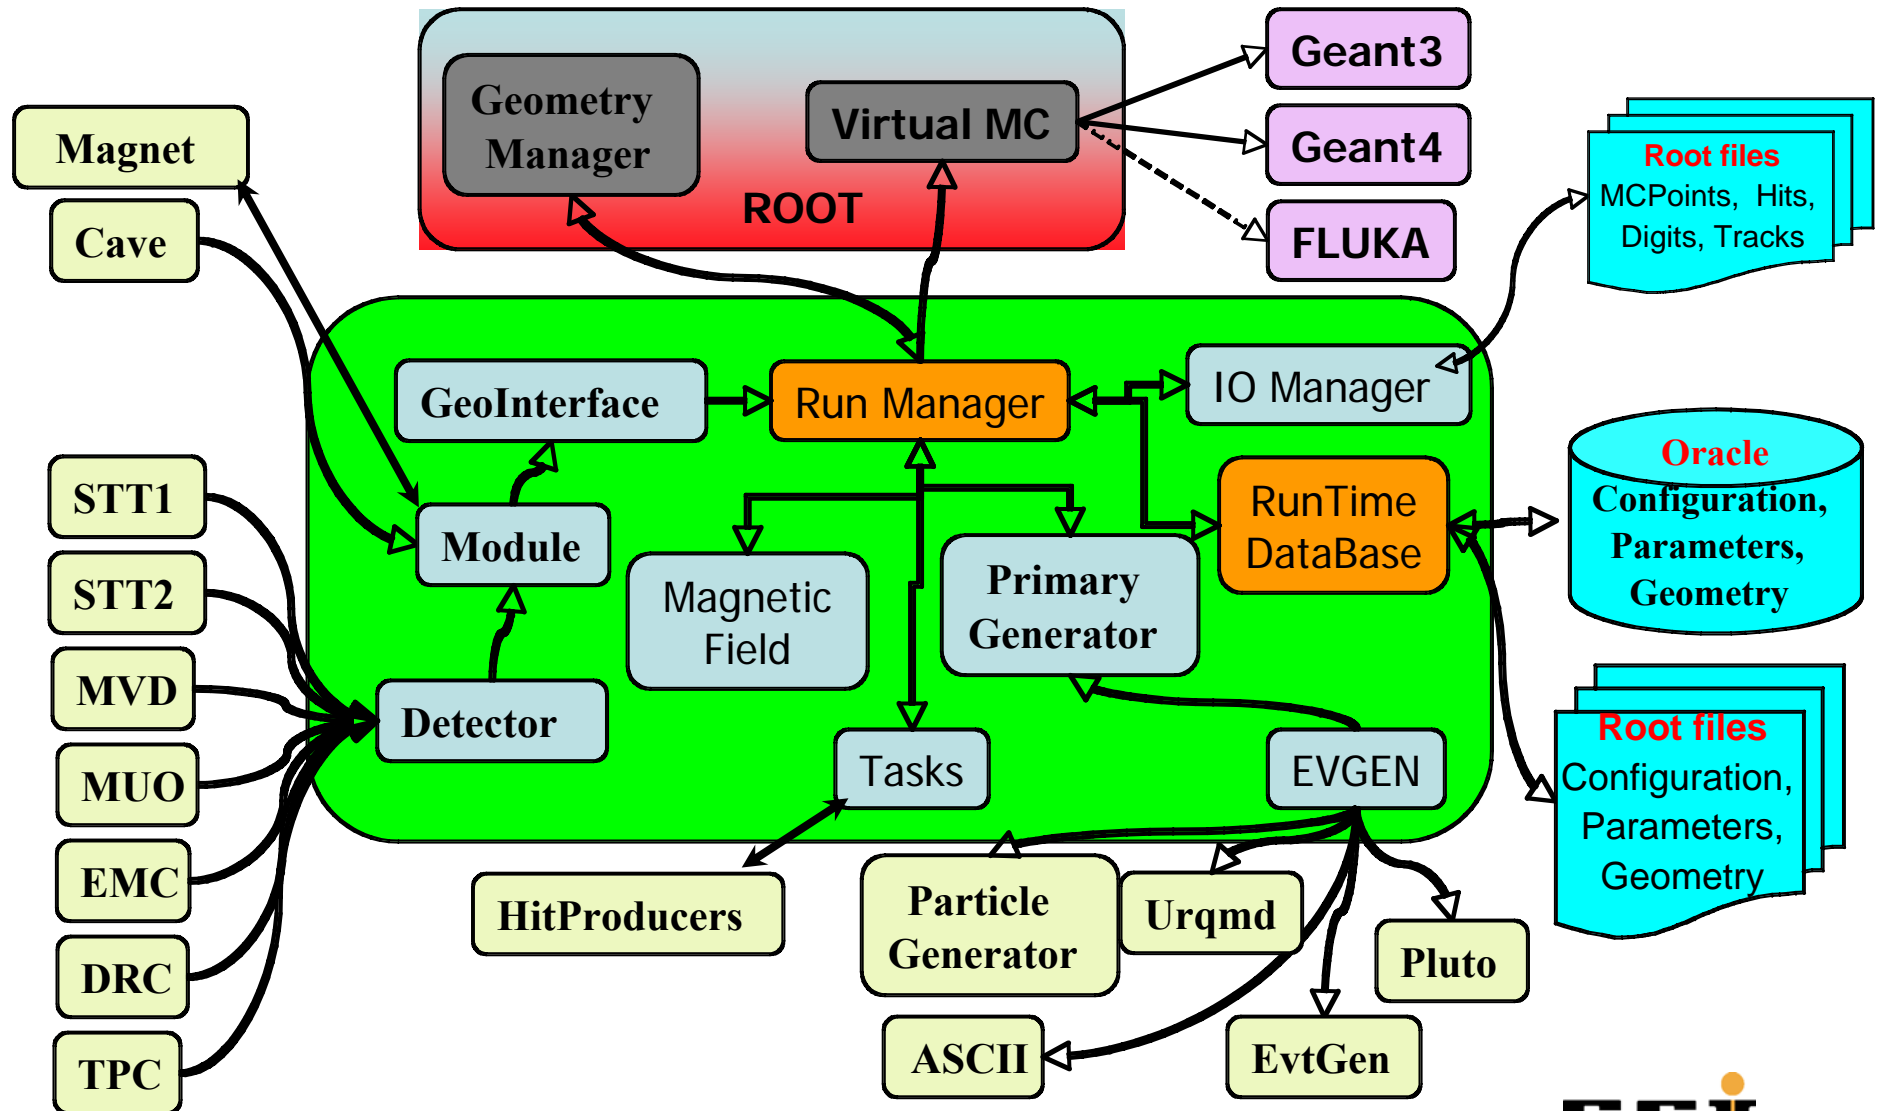 Geometry
Manager
Virtual MC
ROOT
Geant3
Geant4
FLUKA
Root files
MCPoints, Hits,
Digits, Tracks
Magnet
Cave
GeoInterface
Run Manager
IO Manager
Oracle
Configuration,
Parameters,
Geometry
STT1
STT2
MVD
MUO
EMC
DRC
TPC
Module
Detector
Magnetic
Field
Primary
Generator
RunTime
DataBase
Tasks
EVGEN
Root files
Configuration,
Parameters,
Geometry
HitProducers
Particle
Generator
Urqmd
Pluto
ASCII
EvtGen